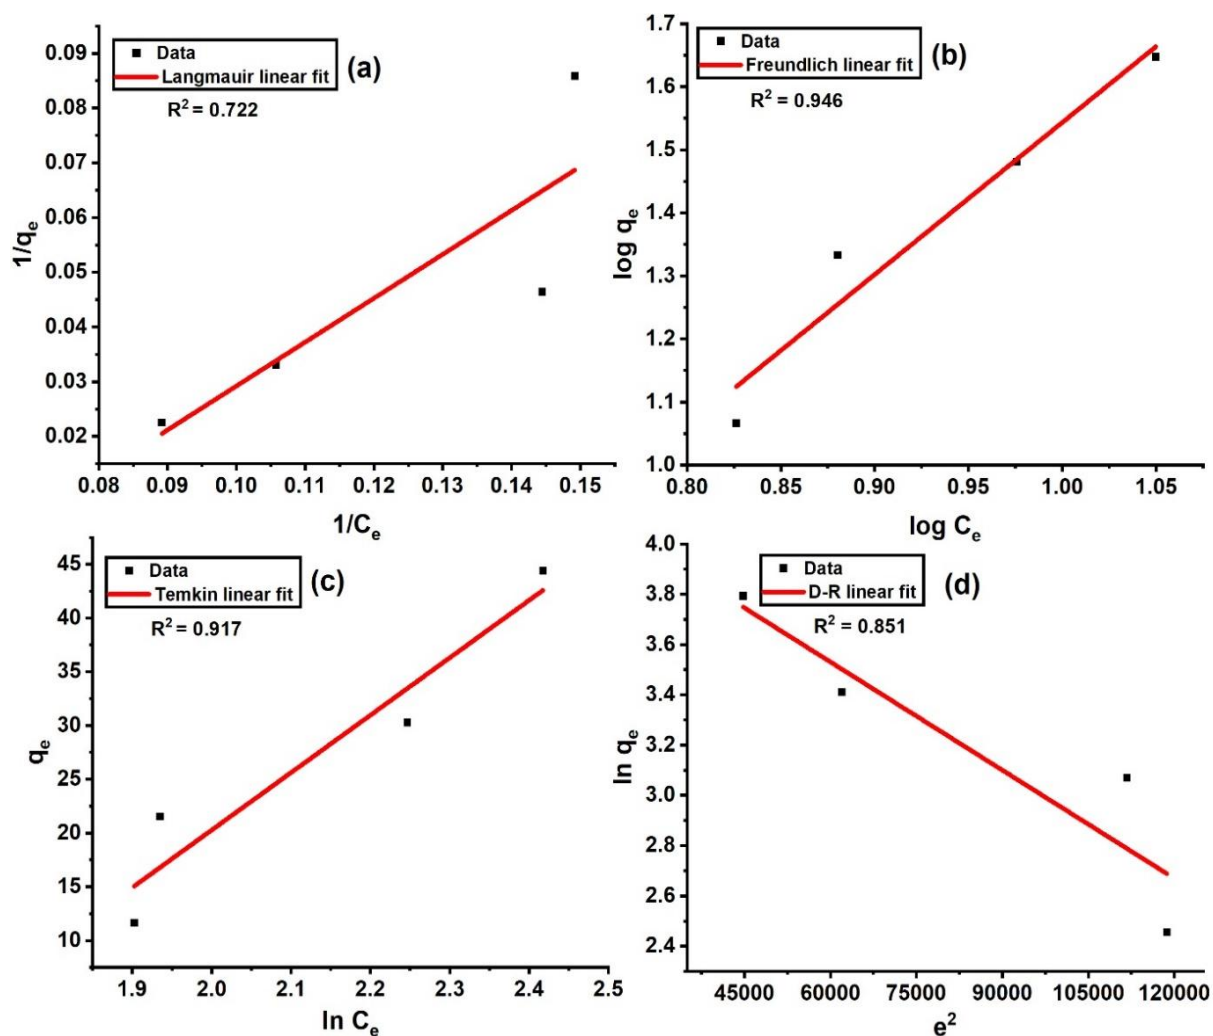 Data
Langmauir linear fit
(a)
R² = 0.722
0.09
0.08
0.07
0.06
0.05
0.04
0.03
0.02
1/qₑ
0.08 0.09 0.10 0.11 0.12 0.13 0.14 0.15
1/Cₑ
Data
Freundlich linear fit
(b)
R² = 0.946
1.7
1.6
1.5
1.4
1.3
1.2
1.1
1.0
log qₑ
0.80 0.85 0.90 0.95 1.00 1.05
log Cₑ
Data
Temkin linear fit
(c)
R² = 0.917
45
40
35
30
25
20
15
10
qₑ
1.9 2.0 2.1 2.2 2.3 2.4 2.5
ln Cₑ
Data
D-R linear fit
(d)
R² = 0.851
4.0
3.8
3.6
3.4
3.2
3.0
2.8
2.6
2.4
ln qₑ
45000 60000 75000 90000 105000 120000
e²